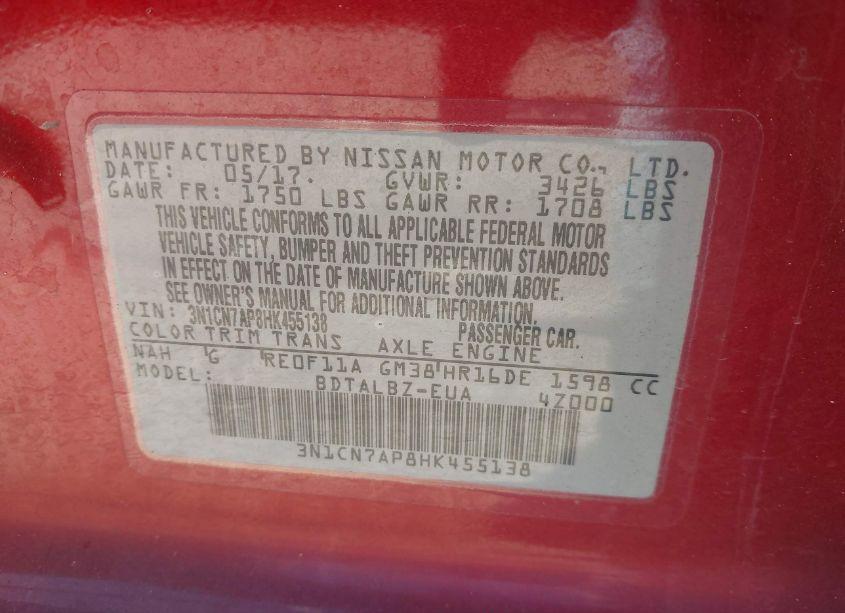 MANUFACTURED BY NISSAN MOTOR CO., LTD.
DATE: 05/17. GVWR: 3426 LBS
GAWR FR: 1750 LBS GAWR RR: 1708 LBS
THIS VEHICLE CONFORMS TO ALL APPLICABLE FEDERAL MOTOR
VEHICLE SAFETY, BUMPER AND THEFT PREVENTION STANDARDS
IN EFFECT ON THE DATE OF MANUFACTURE SHOWN ABOVE.
SEE OWNER'S MANUAL FOR ADDITIONAL INFORMATION.
VIN: 3N1CN7AP8HK455138 PASSENGER CAR.
COLOR TRIM TRANS AXLE ENGINE
NAH G RE0F11A GM38 HR16DE 1598 CC
MODEL: BDTALBZ-EUA 4Z000
3N1CN7AP8HK455138